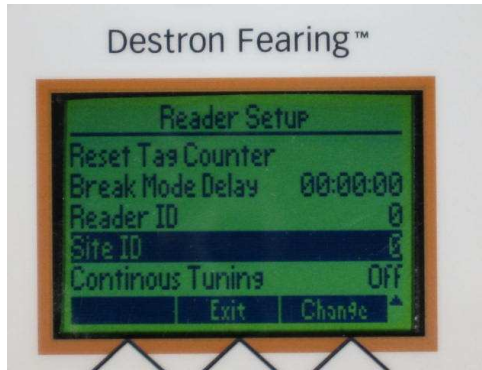 Destron Fearing™
Reader Setup
Reset Tag Counter
Break Mode Delay 00:00:00
Reader ID 0
Site ID 0
Continous Tuning Off
Exit Change